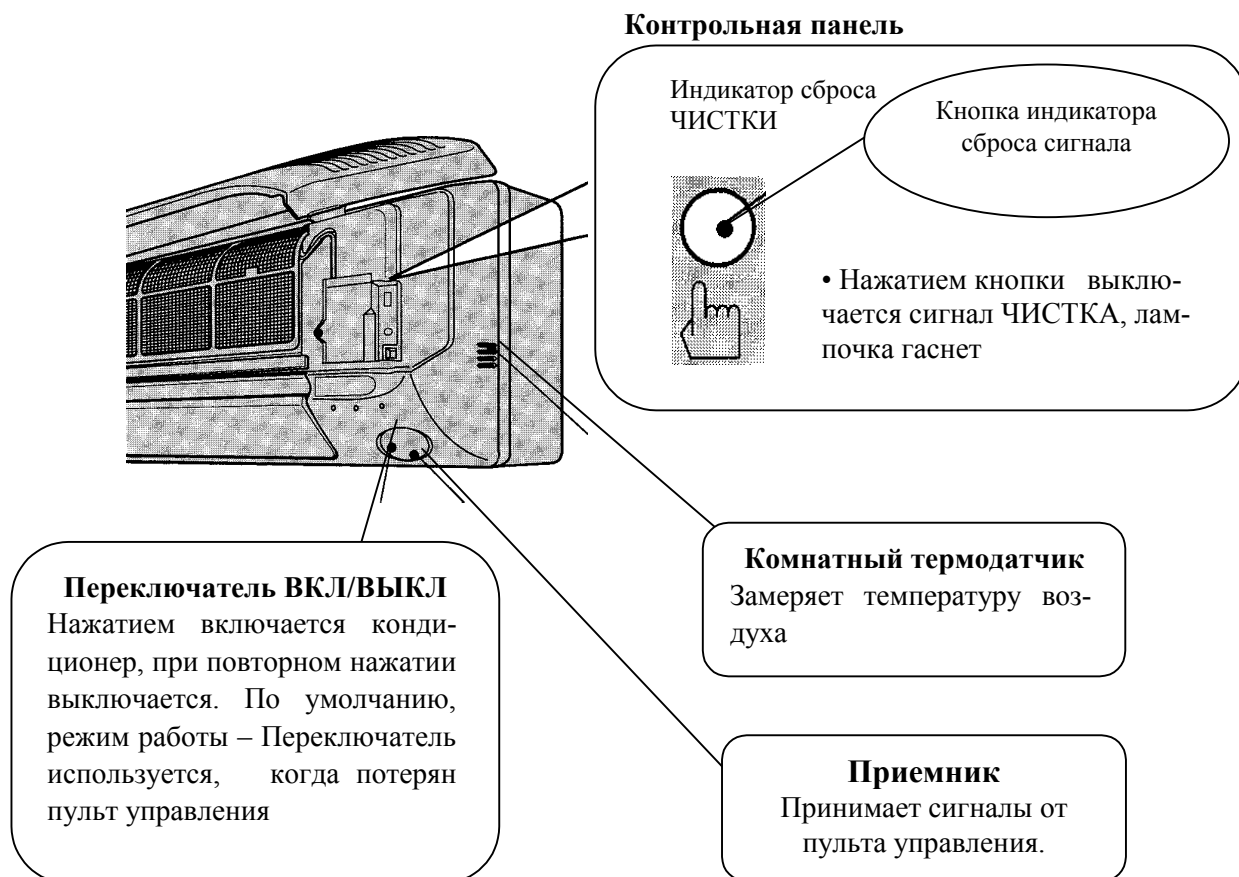 Контрольная панель
Индикатор сброса
ЧИСТКИ
Кнопка индикатора
сброса сигнала
• Нажатием кнопки выклю-
чается сигнал ЧИСТКА, лам-
почка гаснет
Комнатный термодатчик
Замеряет температуру воз-
духа
Переключатель ВКЛ/ВЫКЛ
Нажатием включается конди-
ционер, при повторном нажатии
выключается. По умолчанию,
режим работы – Переключатель
используется, когда потерян
пульт управления
Приемник
Принимает сигналы от
пульта управления.